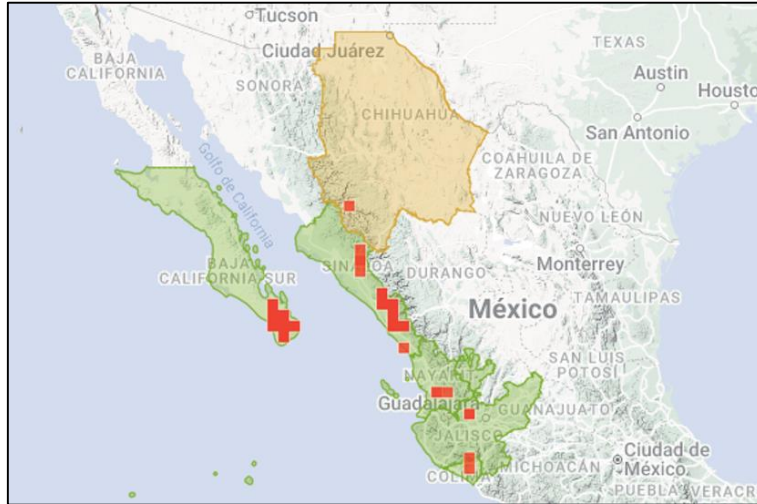 Tucson
Ciudad Juárez
BAJA
CALIFORNIA
SONORA
TEXAS
Austin
Housto
CHIHUAHUA
San Antonio
Golfo de California
COAHUILA DE
ZARAGOZA
NUEVO LEÓN
BAJA
CALIFORNIA SUR
SINALOA
DURANGO
Monterrey
TAMAULIPAS
México
SAN LUIS
POTOSÍ
NAYARIT
Guadalajara
GUANAJUATO
JALISCO
Ciudad de
México
COLIMA
MICHOACÁN
PUEBLA
VERACR